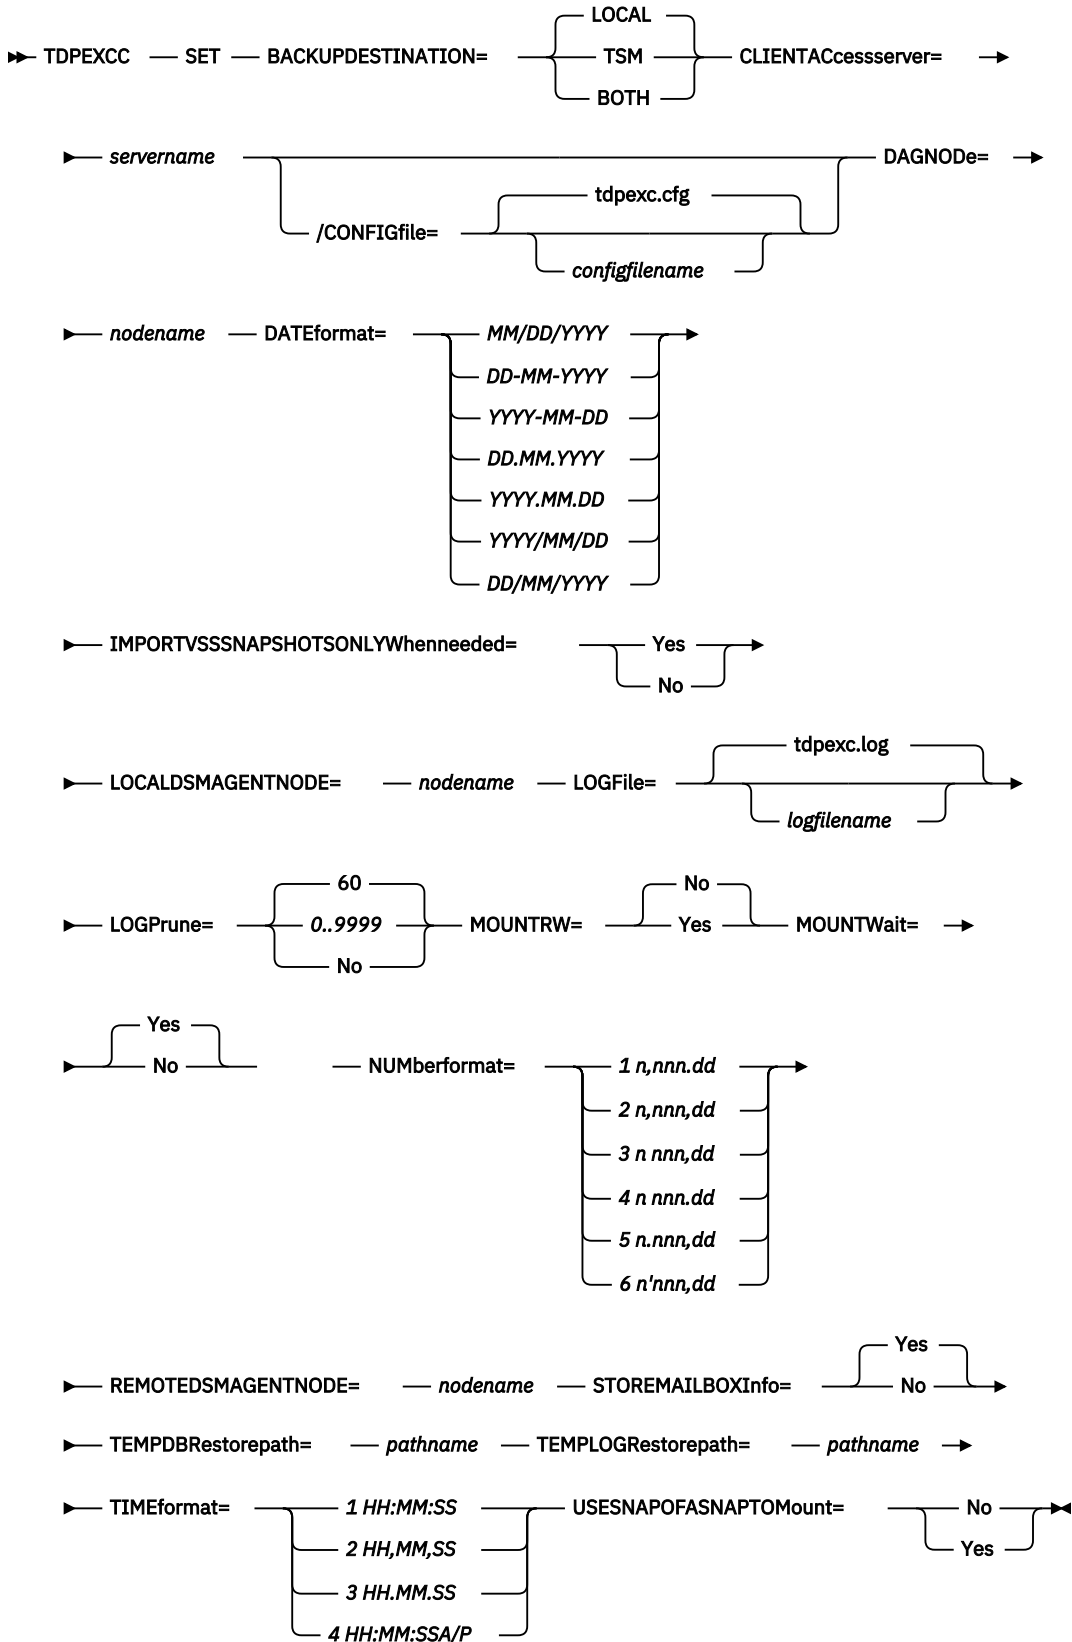 LOCAL
TDPEXCC SET BACKUPDESTINATION= TSM CLIENTACcessserver=
BOTH
servername DAGNODe=
tdpexc.cfg
/CONFIGfile=
configfilename
nodename DATEformat= MM/DD/YYYY
DD-MM-YYYY
YYYY-MM-DD
DD.MM.YYYY
YYYY.MM.DD
YYYY/MM/DD
DD/MM/YYYY
IMPORTVSSSNAPSHOTSONLYWhenneeded= Yes
No
tdpexc.log
LOCALDSMAGENTNODE= nodename LOGFile=
logfilename
60 No
LOGPrune= 0..9999 MOUNTRW= Yes MOUNTWait=
No
Yes
No NUMberformat= 1 n,nnn.dd
2 n,nnn,dd
3 n nnn,dd
4 n nnn.dd
5 n.nnn,dd
6 n'nnn,dd
Yes
REMOTEDSMAGENTNODE= nodename STOREMAILBOXInfo= No
TEMPDBRestorepath= pathname TEMPLOGRestorepath= pathname
TIMEformat= 1 HH:MM:SS USESNAPOFASNAPTOMount= No
2 HH,MM,SS Yes
3 HH.MM.SS
4 HH:MM:SSA/P